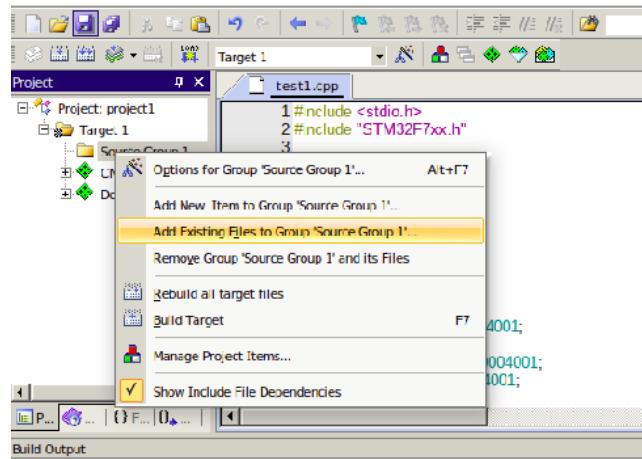 Target 1
Project
test1.cpp
Project: project1
Target 1
Source Group 1
1 #include <stdio.h>
2 #include "STM32F7xx.h"
3
Options for Group 'Source Group 1'... Alt+F7
Add New Item to Group 'Source Group 1'...
Add Existing Files to Group 'Source Group 1'...
Remove Group 'Source Group 1' and its Files
Rebuild all target files
Build Target F7
4001;
Manage Project Items...
0004001;
4001;
Show Include File Dependencies
P... ... {} F... 0 ...
Build Output